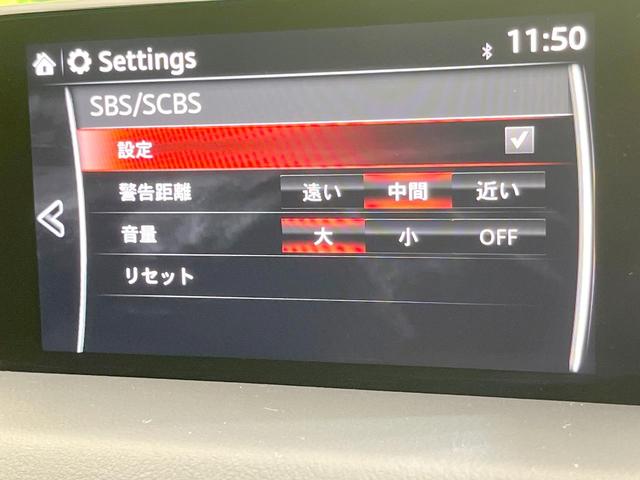 Settings 11:50
SBS/SCBS
設定
警告距離 遠い 中間 近い
音量 大 小 OFF
リセット